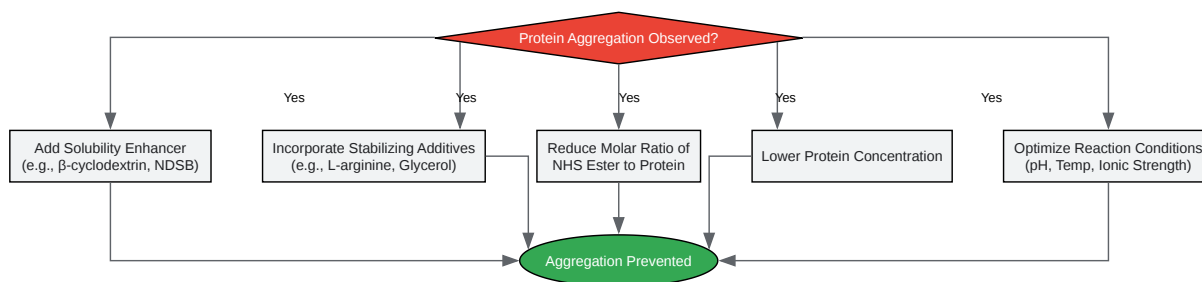 Protein Aggregation Observed?
Yes
Yes
Yes
Yes
Yes
Add Solubility Enhancer
(e.g., β-cyclodextrin, NDSB)
Incorporate Stabilizing Additives
(e.g., L-arginine, Glycerol)
Reduce Molar Ratio of
NHS Ester to Protein
Lower Protein Concentration
Optimize Reaction Conditions
(pH, Temp, Ionic Strength)
Aggregation Prevented